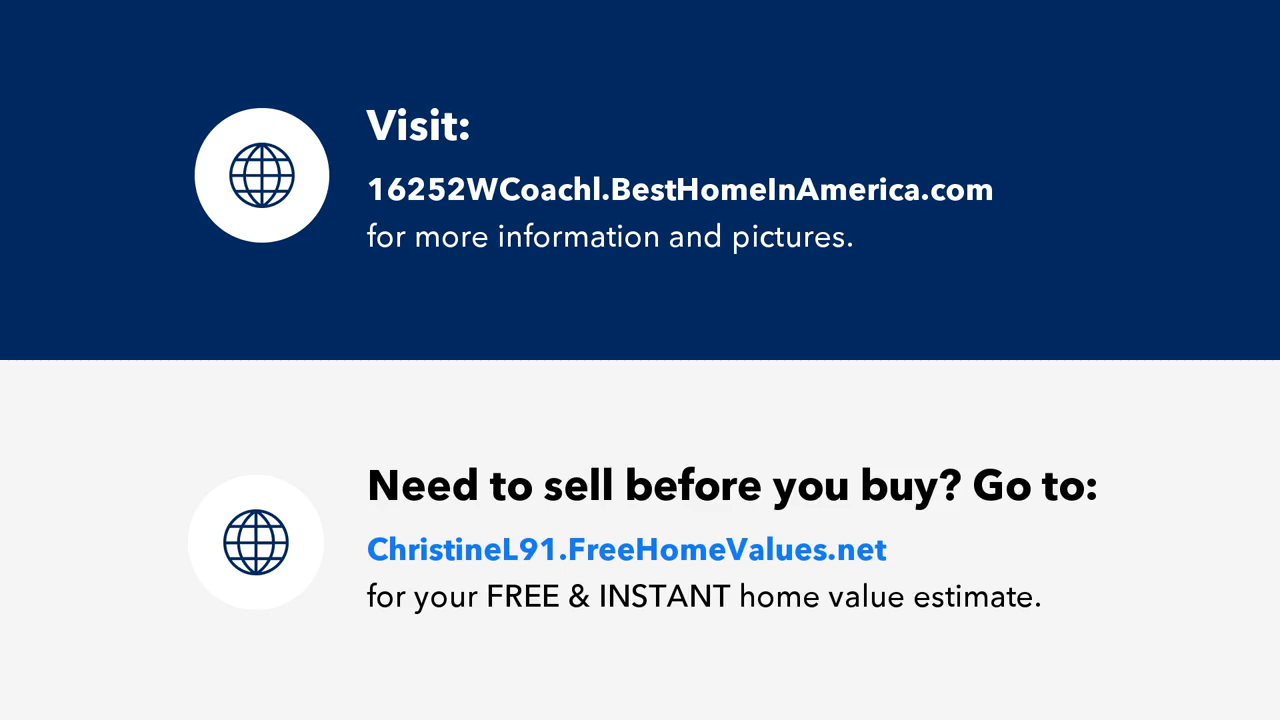 Visit:
16252WCoachl.BestHomeInAmerica.com
for more information and pictures.
Need to sell before you buy? Go to:
ChristineL91.FreeHomeValues.net
for your FREE & INSTANT home value estimate.